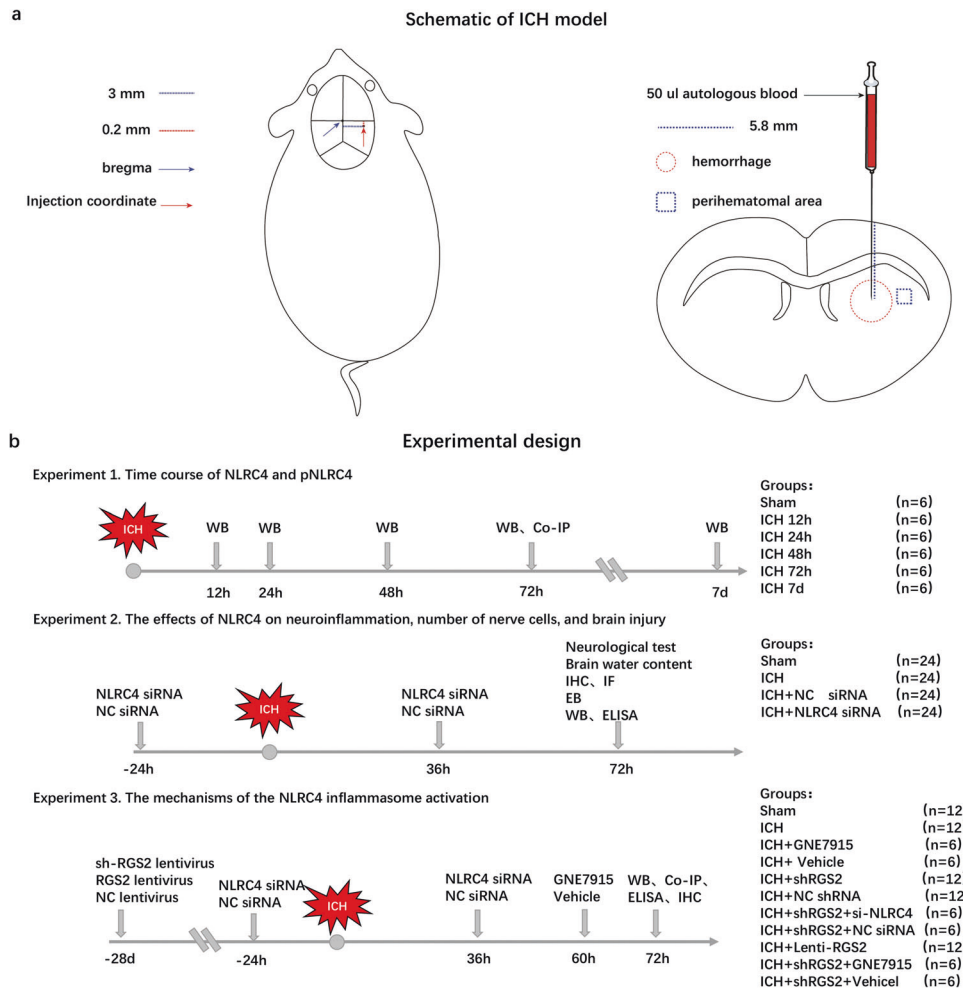 a
Schematic of ICH model
3 mm
0.2 mm
bregma
Injection coordinate
50 ul autologous blood
5.8 mm
hemorrhage
perihematomal area
b
Experimental design
Experiment 1. Time course of NLRC4 and pNLRC4
ICH
WB
WB
WB
WB、Co-IP
WB
12h
24h
48h
72h
7d
Groups:
Sham (n=6)
ICH 12h (n=6)
ICH 24h (n=6)
ICH 48h (n=6)
ICH 72h (n=6)
ICH 7d (n=6)
Experiment 2. The effects of NLRC4 on neuroinflammation, number of nerve cells, and brain injury
NLRC4 siRNA
NC siRNA
ICH
NLRC4 siRNA
NC siRNA
Neurological test
Brain water content
IHC、IF
EB
WB、ELISA
-24h
36h
72h
Groups:
Sham (n=24)
ICH (n=24)
ICH+NC siRNA (n=24)
ICH+NLRC4 siRNA (n=24)
Experiment 3. The mechanisms of the NLRC4 inflammasome activation
sh-RGS2 lentivirus
RGS2 lentivirus
NC lentivirus
NLRC4 siRNA
NC siRNA
ICH
NLRC4 siRNA
NC siRNA
GNE7915
Vehicle
WB、Co-IP、
ELISA、IHC
-28d
-24h
36h
60h
72h
Groups:
Sham (n=12
ICH (n=12
ICH+GNE7915 (n=6)
ICH+ Vehicle (n=6)
ICH+shRGS2 (n=12
ICH+NC shRNA (n=12
ICH+shRGS2+si-NLRC4 (n=6)
ICH+shRGS2+NC siRNA (n=6)
ICH+Lenti-RGS2 (n=12
ICH+shRGS2+GNE7915 (n=6)
ICH+shRGS2+Vehicel (n=6)